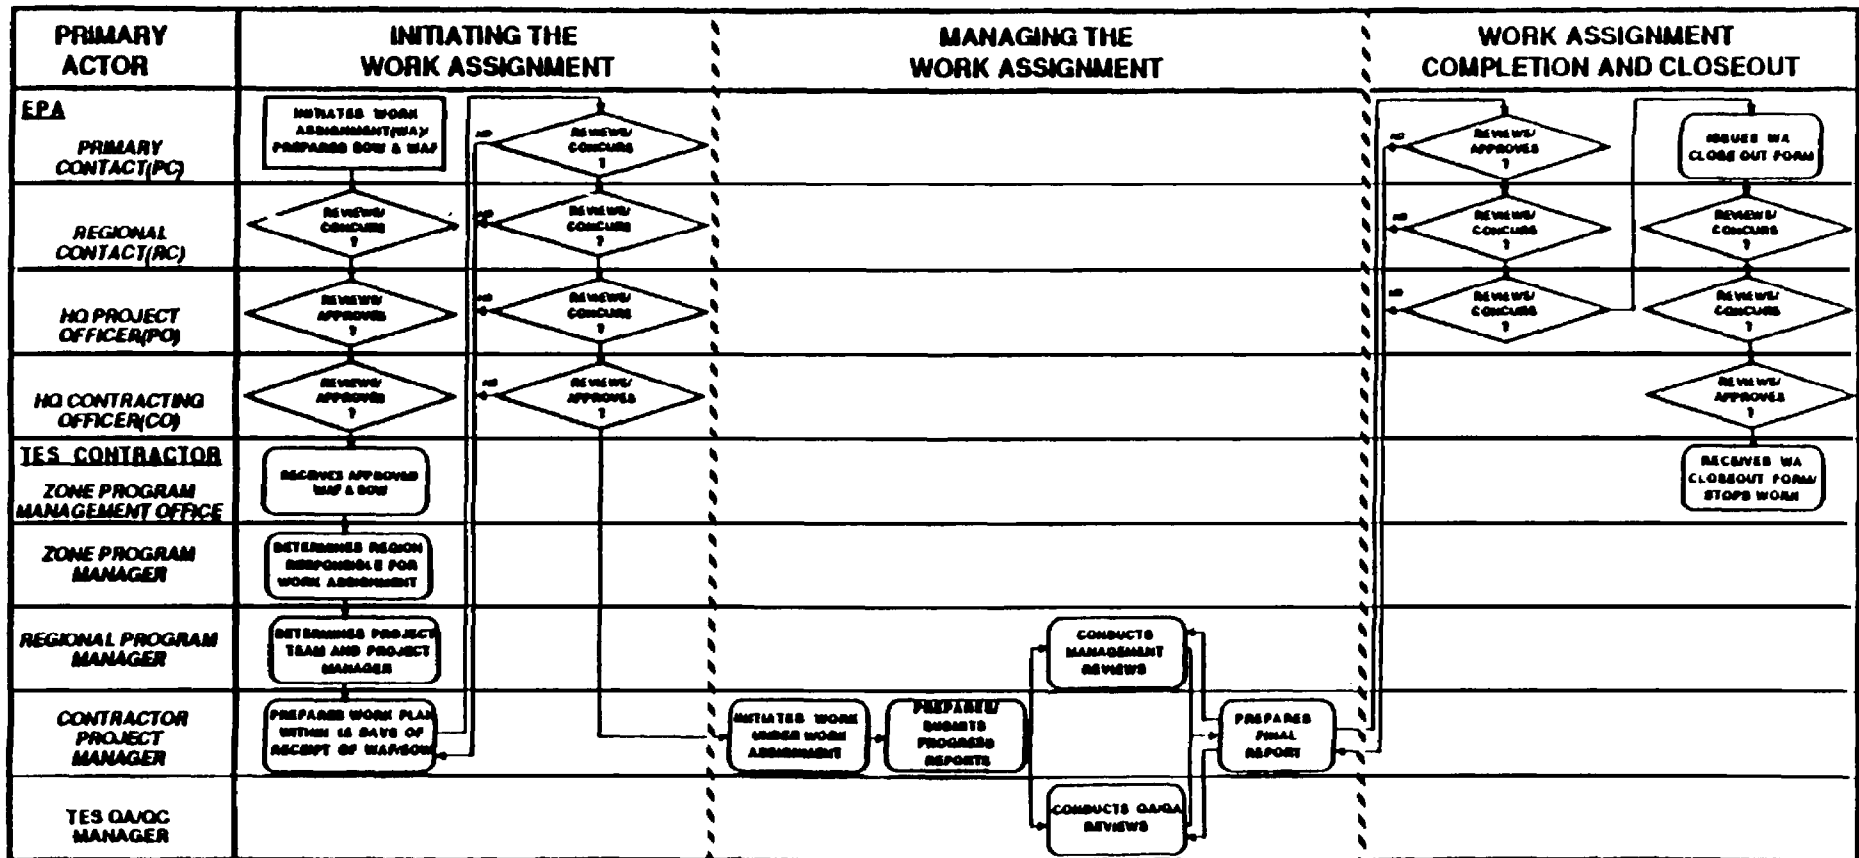 PRIMARY
ACTOR
INITIATING THE
WORK ASSIGNMENT
MANAGING THE
WORK ASSIGNMENT
WORK ASSIGNMENT
COMPLETION AND CLOSEOUT
EPA
PRIMARY
CONTACT(PC)
INITIATES WORK
ASSIGNMENT(WA)/
PREPARES SOW & WAF
REVIEWS/
CONCURS
?
NO
REVIEWS/
APPROVES
?
NO
ISSUES WA
CLOSE OUT FORM
REGIONAL
CONTACT(RC)
REVIEWS/
CONCURS
?
NO
REVIEWS/
CONCURS
?
NO
REVIEWS/
CONCURS
?
REVIEWS/
CONCURS
?
HQ PROJECT
OFFICER(PO)
REVIEWS/
APPROVES
?
NO
REVIEWS/
CONCURS
?
NO
REVIEWS/
CONCURS
?
REVIEWS/
CONCURS
?
HQ CONTRACTING
OFFICER(CO)
REVIEWS/
APPROVES
?
NO
REVIEWS/
APPROVES
?
REVIEWS/
APPROVES
?
TES CONTRACTOR
ZONE PROGRAM
MANAGEMENT OFFICE
RECEIVES APPROVED
WAF & SOW
RECEIVES WA
CLOSEOUT FORM/
STOPS WORK
ZONE PROGRAM
MANAGER
DETERMINES REGION
RESPONSIBLE FOR
WORK ASSIGNMENT
REGIONAL PROGRAM
MANAGER
DETERMINES PROJECT
TEAM AND PROJECT
MANAGER
CONDUCTS
MANAGEMENT
REVIEWS
CONTRACTOR
PROJECT
MANAGER
PREPARES WORK PLAN
WITHIN 15 DAYS OF
RECEIPT OF WAF/SOW
INITIATES WORK
UNDER WORK
ASSIGNMENT
PREPARES/
SUBMITS
PROGRESS
REPORTS
PREPARES
FINAL
REPORT
TES QA/QC
MANAGER
CONDUCTS QA/QA
REVIEWS